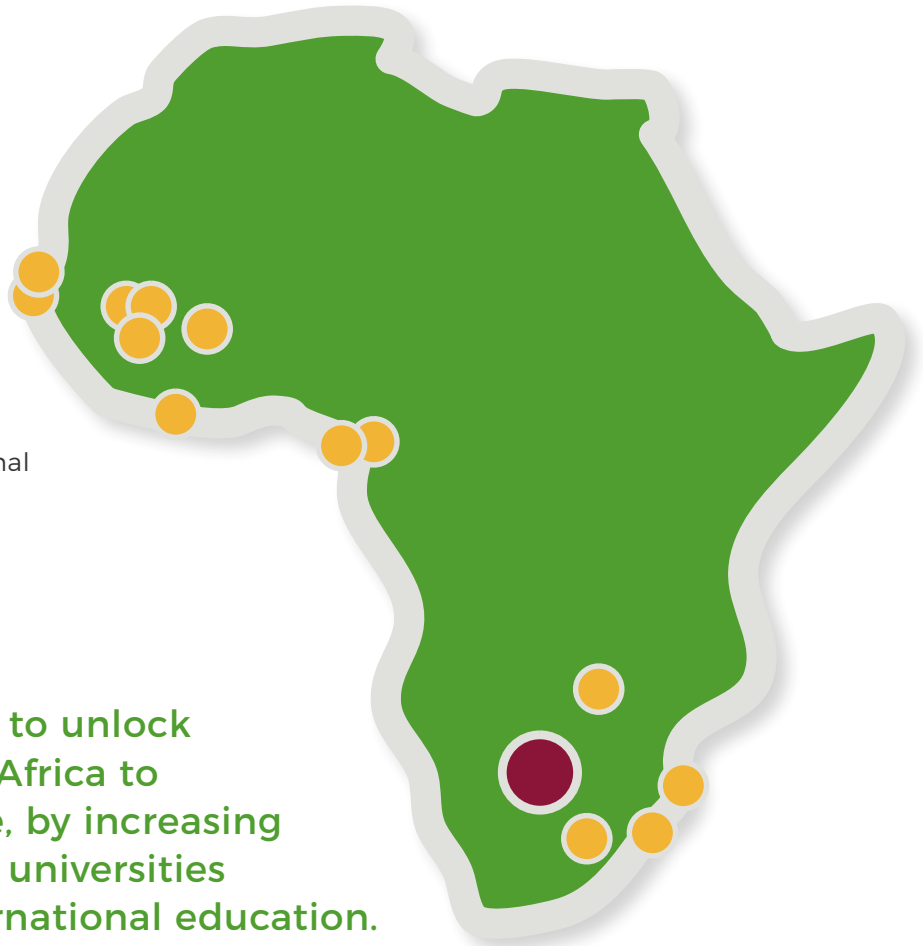 nal
to unlock
Africa to
e, by increasing
universities
rnational education.